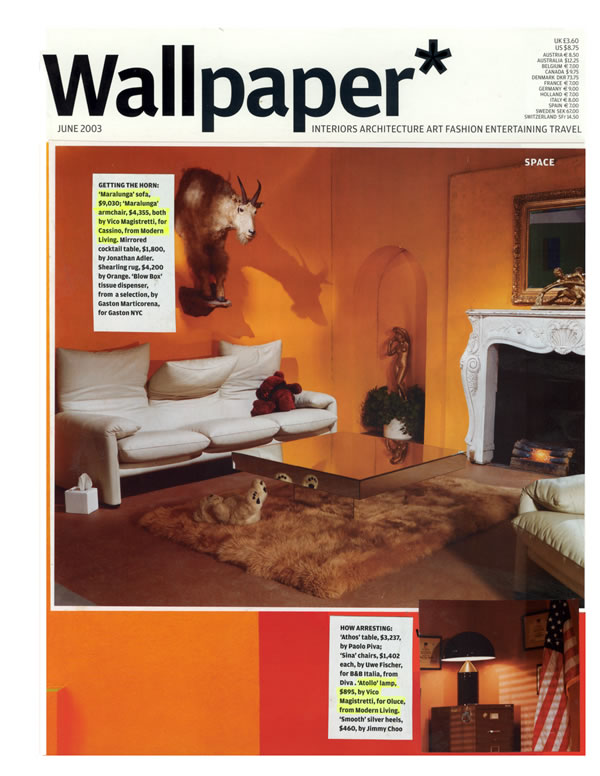 Wallpaper*
UK £3.60
US $8.75
AUSTRIA € 8.50
AUSTRALIA $12.25
BELGIUM € 7.00
CANADA $ 9.75
DENMARK DKR 73.75
FRANCE € 7.00
GERMANY € 9.00
HOLLAND € 7.00
ITALY € 8.00
SPAIN € 7.00
SWEDEN SEK 67.00
SWITZERLAND SFr 14.50
JUNE 2003
INTERIORS ARCHITECTURE ART FASHION ENTERTAINING TRAVEL
SPACE
GETTING THE HORN:
'Maralunga' sofa,
$9,030; 'Maralunga'
armchair, $4,355, both
by Vico Magistretti, for
Cassino, from Modern
Living. Mirrored
cocktail table, $1,800,
by Jonathan Adler.
Shearling rug, $4,200
by Orange. 'Blow Box'
tissue dispenser,
from a selection, by
Gaston Marticorena,
for Gaston NYC
HOW ARRESTING:
'Athos' table, $3,237,
by Paolo Piva;
'Sina' chairs, $1,402
each, by Uwe Fischer,
for B&B Italia, from
Diva . 'Atollo' lamp,
$895, by Vico
Magistretti, for Oluce,
from Modern Living.
'Smooth' silver heels,
$460, by Jimmy Choo